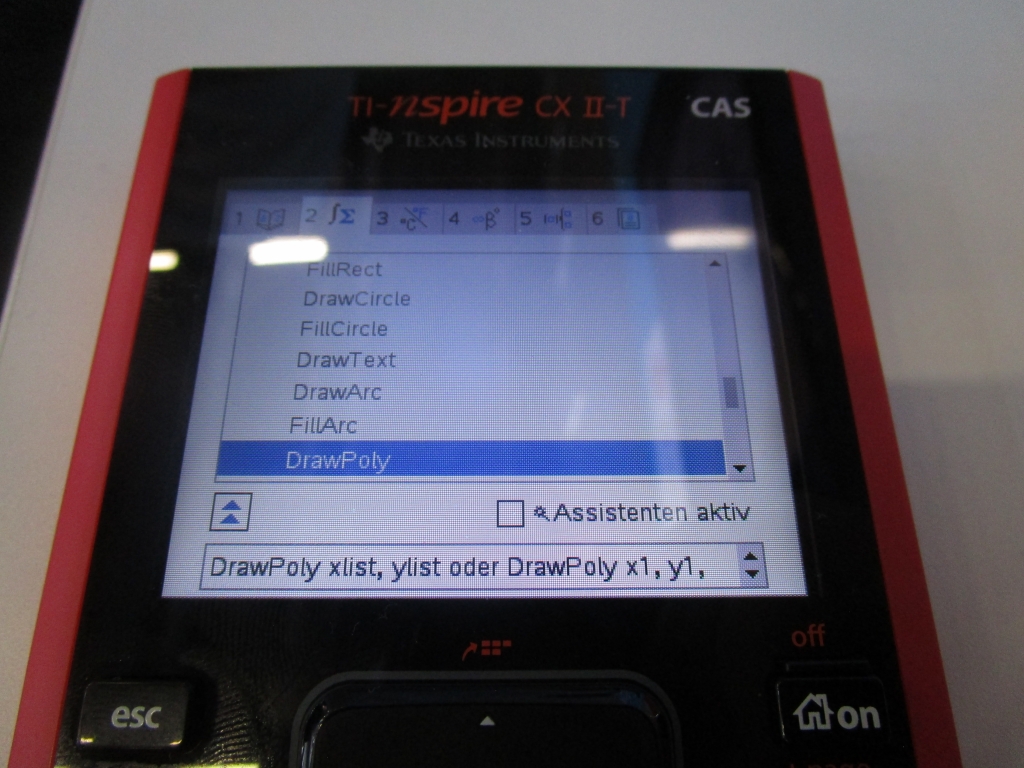 TI-nspire CX II-T CAS
TEXAS INSTRUMENTS
1 2 ∫Σ 3 °C 4 β° 5 6
FillRect
DrawCircle
FillCircle
DrawText
DrawArc
FillArc
DrawPoly
Assistenten aktiv
DrawPoly xlist, ylist oder DrawPoly x1, y1,
off
esc
on